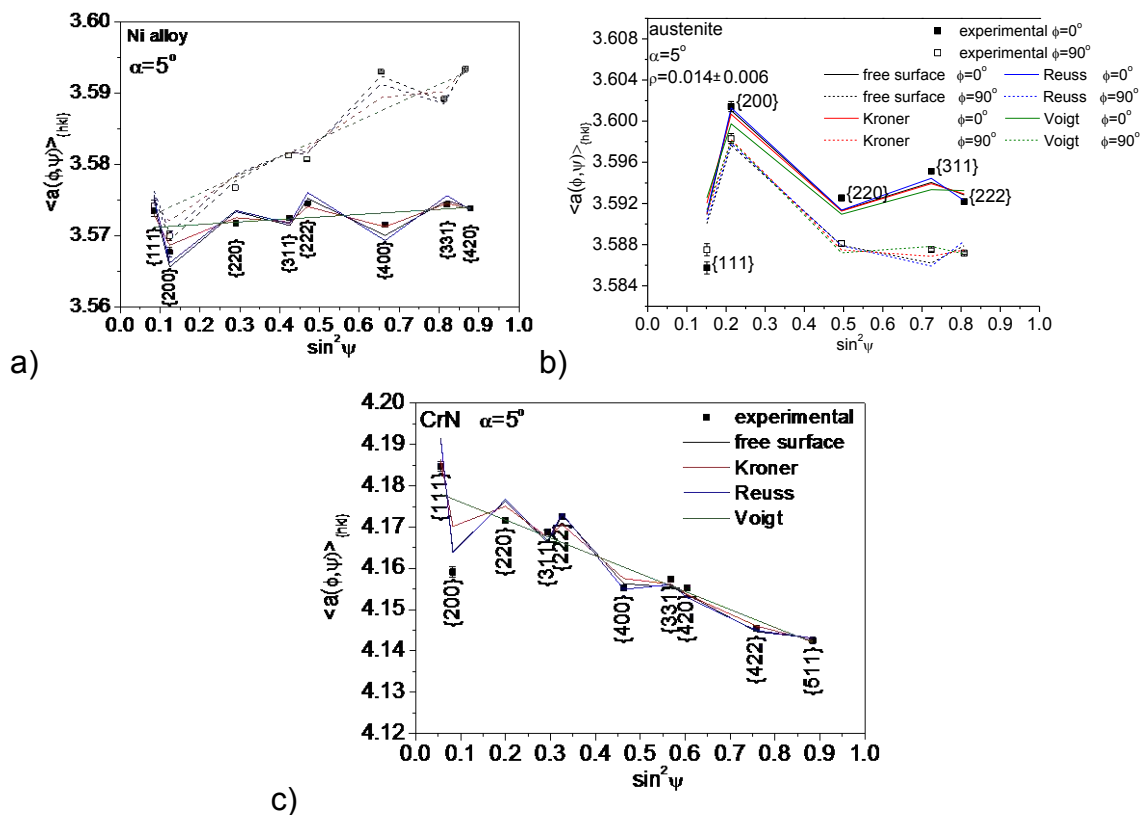 3.60
3.59
3.58
3.57
3.56
<a(ϕ,ψ)>{hkl}
Ni alloy
α=5°
{111}
{200}
{220}
{311}
{222}
{400}
{331}
{420}
0.0 0.1 0.2 0.3 0.4 0.5 0.6 0.7 0.8 0.9 1.0
sin²ψ
a)
3.608
3.604
3.600
3.596
3.592
3.588
3.584
<a(ϕ,ψ)>{hkl}
austenite
α=5°
ρ=0.014±0.006
experimental ϕ=0°
experimental ϕ=90°
free surface ϕ=0°
free surface ϕ=90°
Kroner ϕ=0°
Kroner ϕ=90°
Reuss ϕ=0°
Reuss ϕ=90°
Voigt ϕ=0°
Voigt ϕ=90°
{111}
{200}
{220}
{311}
{222}
0.0 0.1 0.2 0.3 0.4 0.5 0.6 0.7 0.8 0.9 1.0
sin²ψ
b)
4.20
4.19
4.18
4.17
4.16
4.15
4.14
4.13
4.12
<a(ϕ,ψ)>{hkl}
CrN α=5°
experimental
free surface
Kroner
Reuss
Voigt
{111}
{200}
{220}
{311}
{222}
{400}
{331}
{420}
{422}
{511}
0.0 0.1 0.2 0.3 0.4 0.5 0.6 0.7 0.8 0.9 1.0
sin²ψ
c)